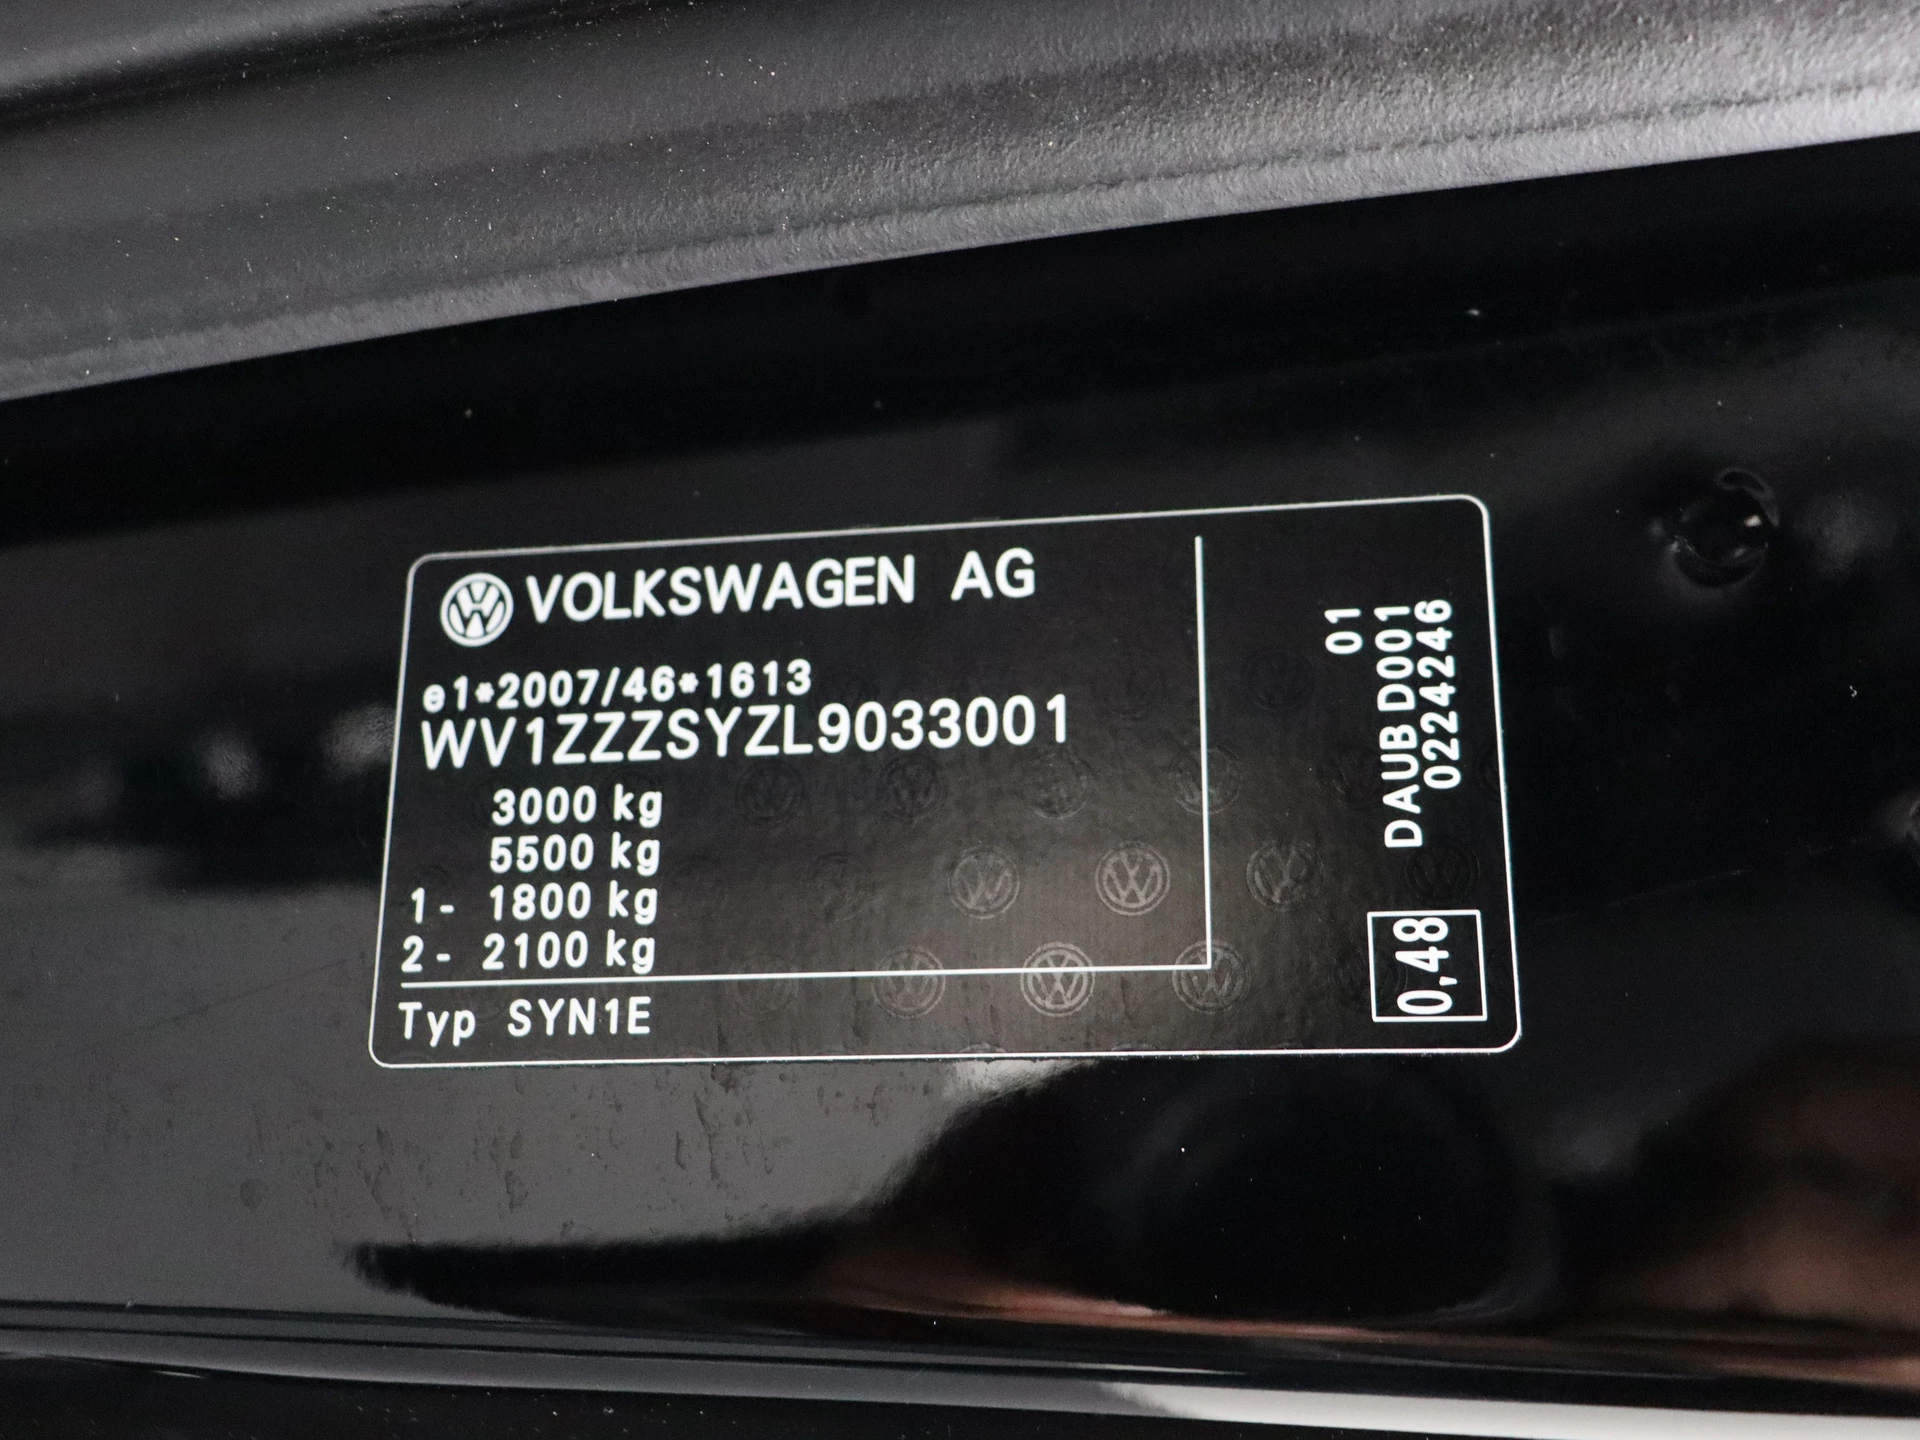 VOLKSWAGEN AG
e1*2007/46*1613
WV1ZZZSYZL9033001
3000 kg
5500 kg
1- 1800 kg
2- 2100 kg
Typ SYN1E
01
DAUB D001
0224246
0,48